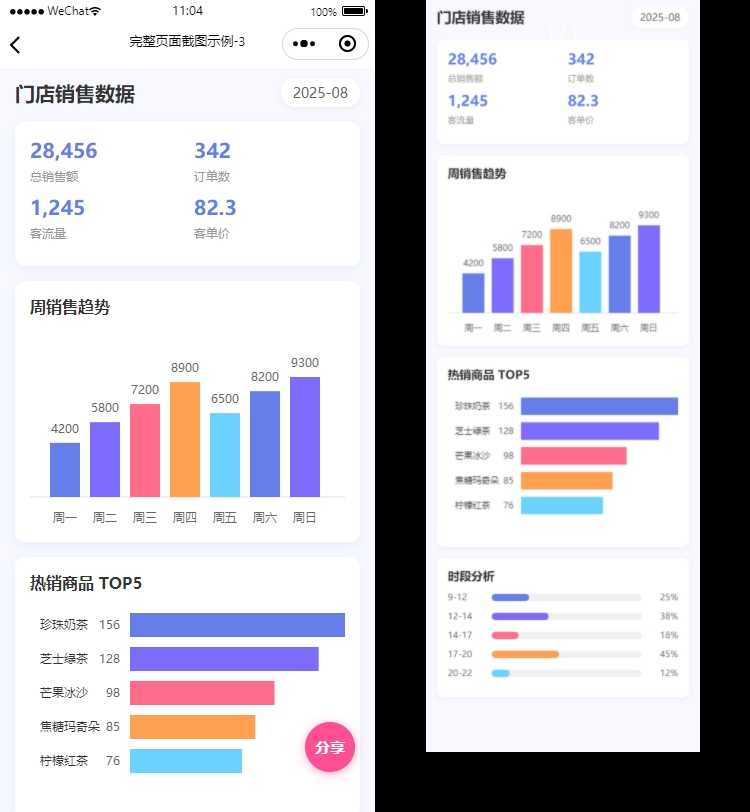 WeChat 11:04 100%
完整页面截图示例-3
门店销售数据 2025-08
28,456 342
总销售额 订单数
1,245 82.3
客流量 客单价
周销售趋势
4200 5800 7200 8900 6500 8200 9300
周一 周二 周三 周四 周五 周六 周日
热销商品 TOP5
珍珠奶茶 156
芝士绿茶 128
芒果冰沙 98
焦糖玛奇朵 85
柠檬红茶 76
分享
门店销售数据 2025-08
28,456 342
总销售额 订单数
1,245 82.3
客流量 客单价
周销售趋势
4200 5800 7200 8900 6500 8200 9300
周一 周二 周三 周四 周五 周六 周日
热销商品 TOP5
珍珠奶茶 156
芝士绿茶 128
芒果冰沙 98
焦糖玛奇朵 85
柠檬红茶 76
时段分析
9-12 25%
12-14 38%
14-17 18%
17-20 45%
20-22 12%